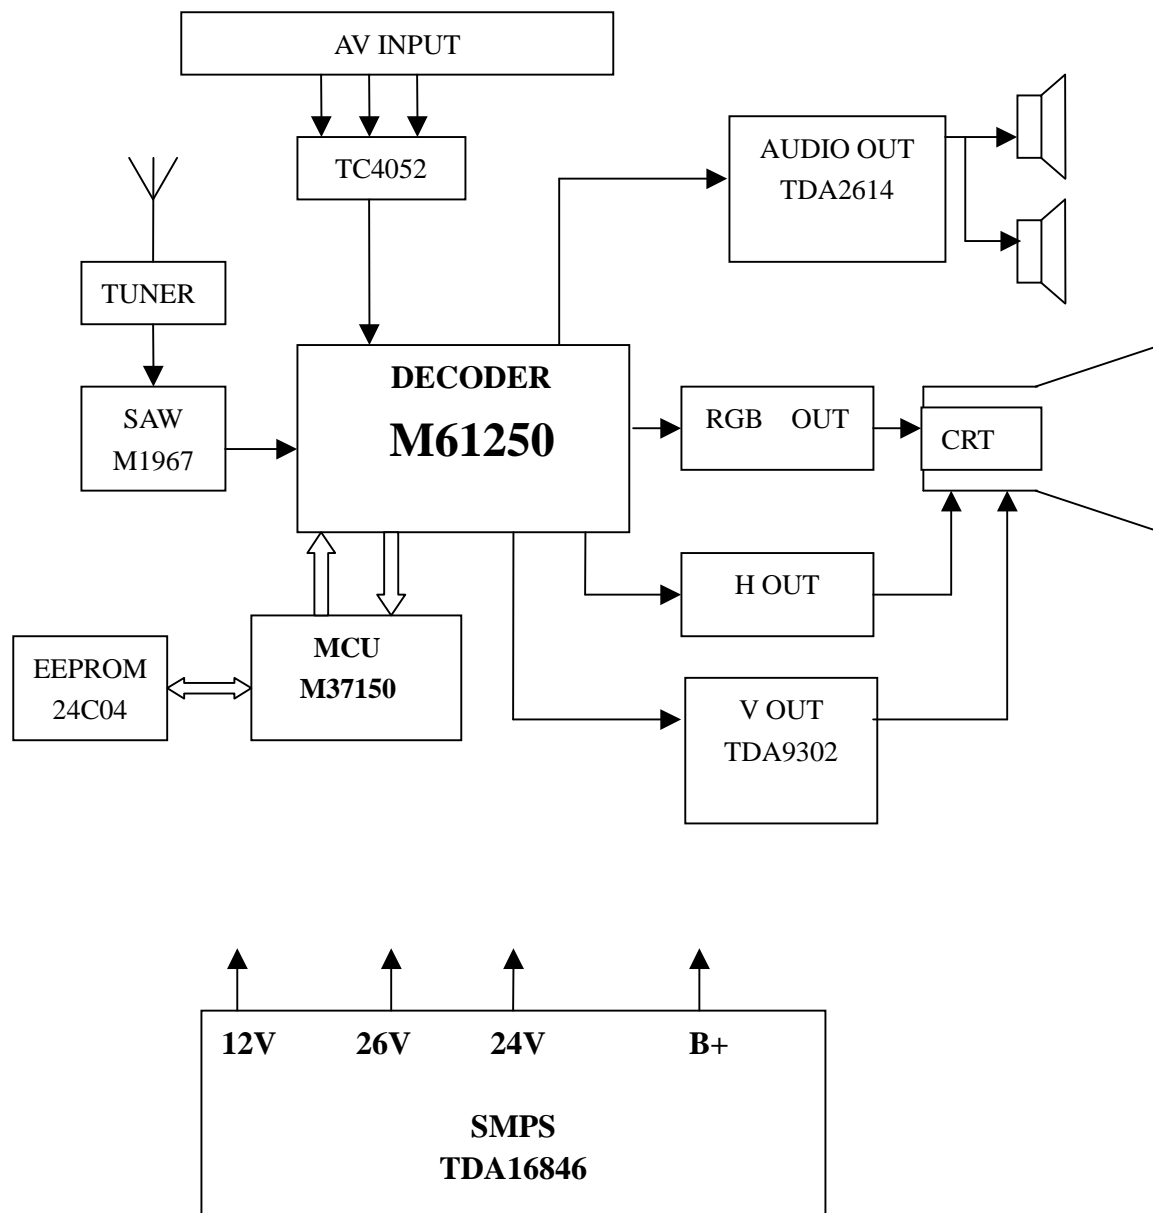 AV INPUT
TC4052
AUDIO OUT
TDA2614
TUNER
SAW
M1967
DECODER
M61250
RGB OUT
CRT
H OUT
MCU
M37150
EEPROM
24C04
V OUT
TDA9302
12V 26V 24V B+
SMPS
TDA16846